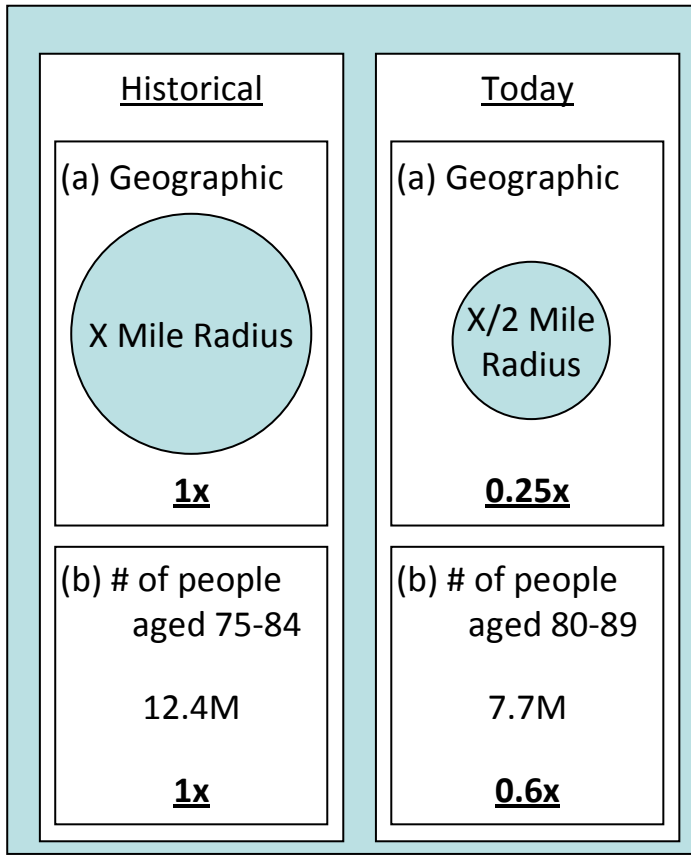 Historical
(a) Geographic
X Mile Radius
1x
(b) # of people
aged 75-84
12.4M
1x
Today
(a) Geographic
X/2 Mile
Radius
0.25x
(b) # of people
aged 80-89
7.7M
0.6x